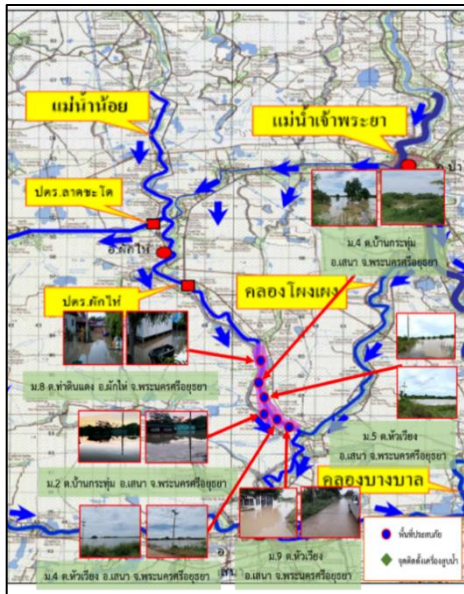 แม่น้ำน้อย
แม่น้ำเจ้าพระยา
ปตร.ลาดชะโด
อ.ผักไห่
ปตร.ผักไห่
ม.4 ต.บ้านกระทุ่ม
อ.เสนา จ.พระนครศรีอยุธยา
คลองโผงเผง
ม.8 ต.ท่าดินแดง อ.ผักไห่ จ.พระนครศรีอยุธยา
ม.5 ต.หัวเวียง
อ.เสนา จ.พระนครศรีอยุธยา
ม.2 ต.บ้านกระทุ่ม อ.เสนา จ.พระนครศรีอยุธยา
คลองบางบาล
ม.4 ต.หัวเวียง อ.เสนา จ.พระนครศรีอยุธยา
ม.9 ต.หัวเวียง
อ.เสนา จ.พระนครศรีอยุธยา
พื้นที่ประสบภัย
จุดติดตั้งเครื่องสูบน้ำ